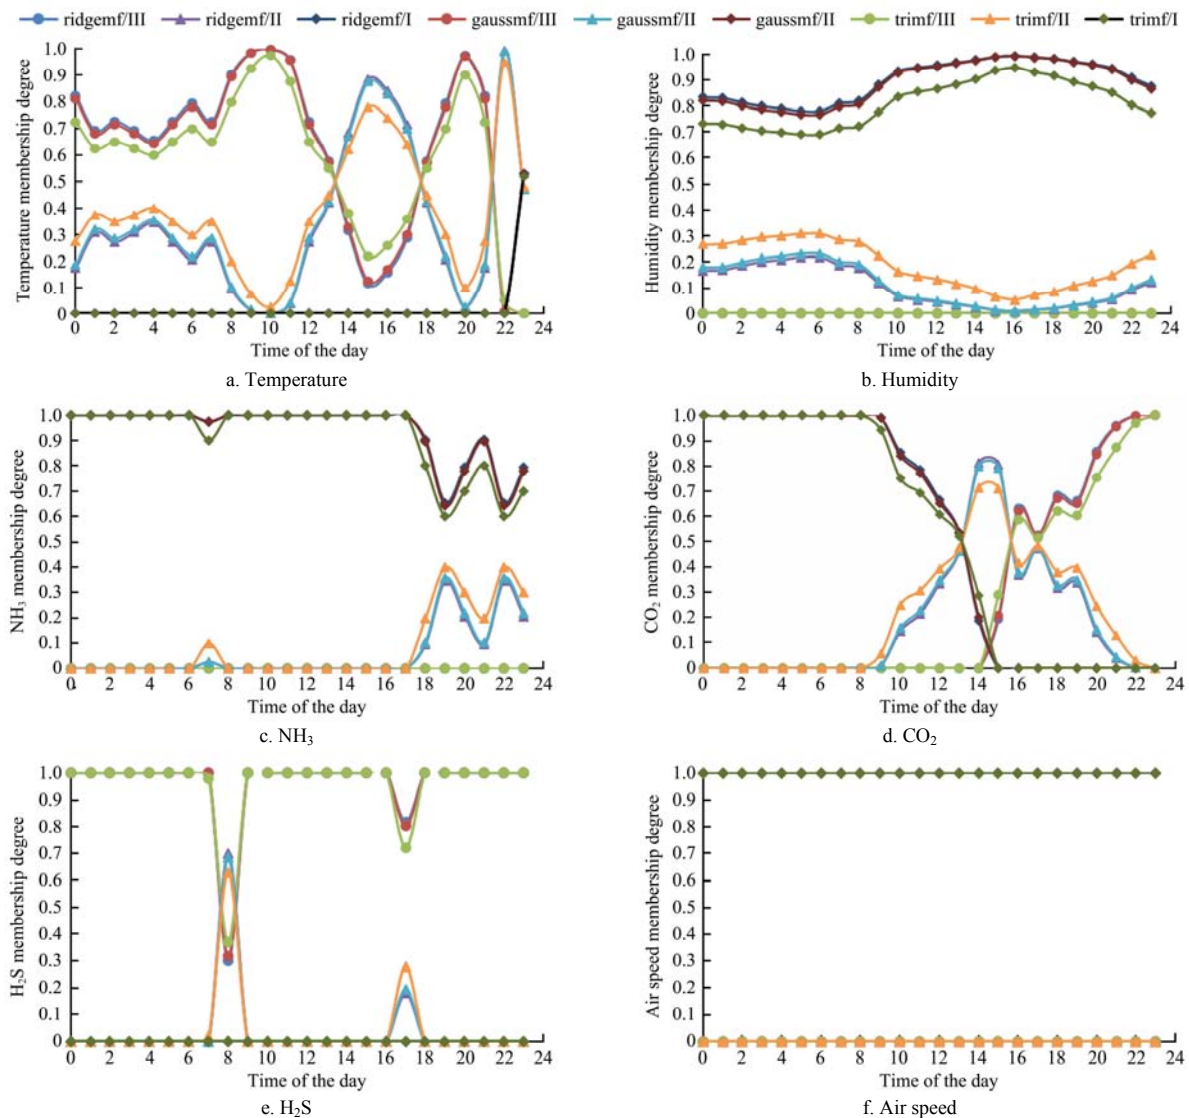 ridgemf/III ridgemf/II ridgemf/I gaussmf/III gaussmf/II gaussmf/II trimf/III trimf/II trimf/I
1.0
0.9
0.8
0.7
0.6
0.5
0.4
0.3
0.2
0.1
0
Temperature membership degree
0 2 4 6 8 10 12 14 16 18 20 22 24
Time of the day
a. Temperature
1.0
0.9
0.8
0.7
0.6
0.5
0.4
0.3
0.2
0.1
0
Humidity membership degree
0 2 4 6 8 10 12 14 16 18 20 22 24
Time of the day
b. Humidity
1.0
0.9
0.8
0.7
0.6
0.5
0.4
0.3
0.2
0.1
0
NH3 membership degree
0 2 4 6 8 10 12 14 16 18 20 22 24
Time of the day
c. NH3
1.0
0.9
0.8
0.7
0.6
0.5
0.4
0.3
0.2
0.1
0
CO2 membership degree
0 2 4 6 8 10 12 14 16 18 20 22 24
Time of the day
d. CO2
1.0
0.9
0.8
0.7
0.6
0.5
0.4
0.3
0.2
0.1
0
H2S membership degree
0 2 4 6 8 10 12 14 16 18 20 22 24
Time of the day
e. H2S
1.0
0.9
0.8
0.7
0.6
0.5
0.4
0.3
0.2
0.1
0
Air speed membership degree
0 2 4 6 8 10 12 14 16 18 20 22 24
Time of the day
f. Air speed